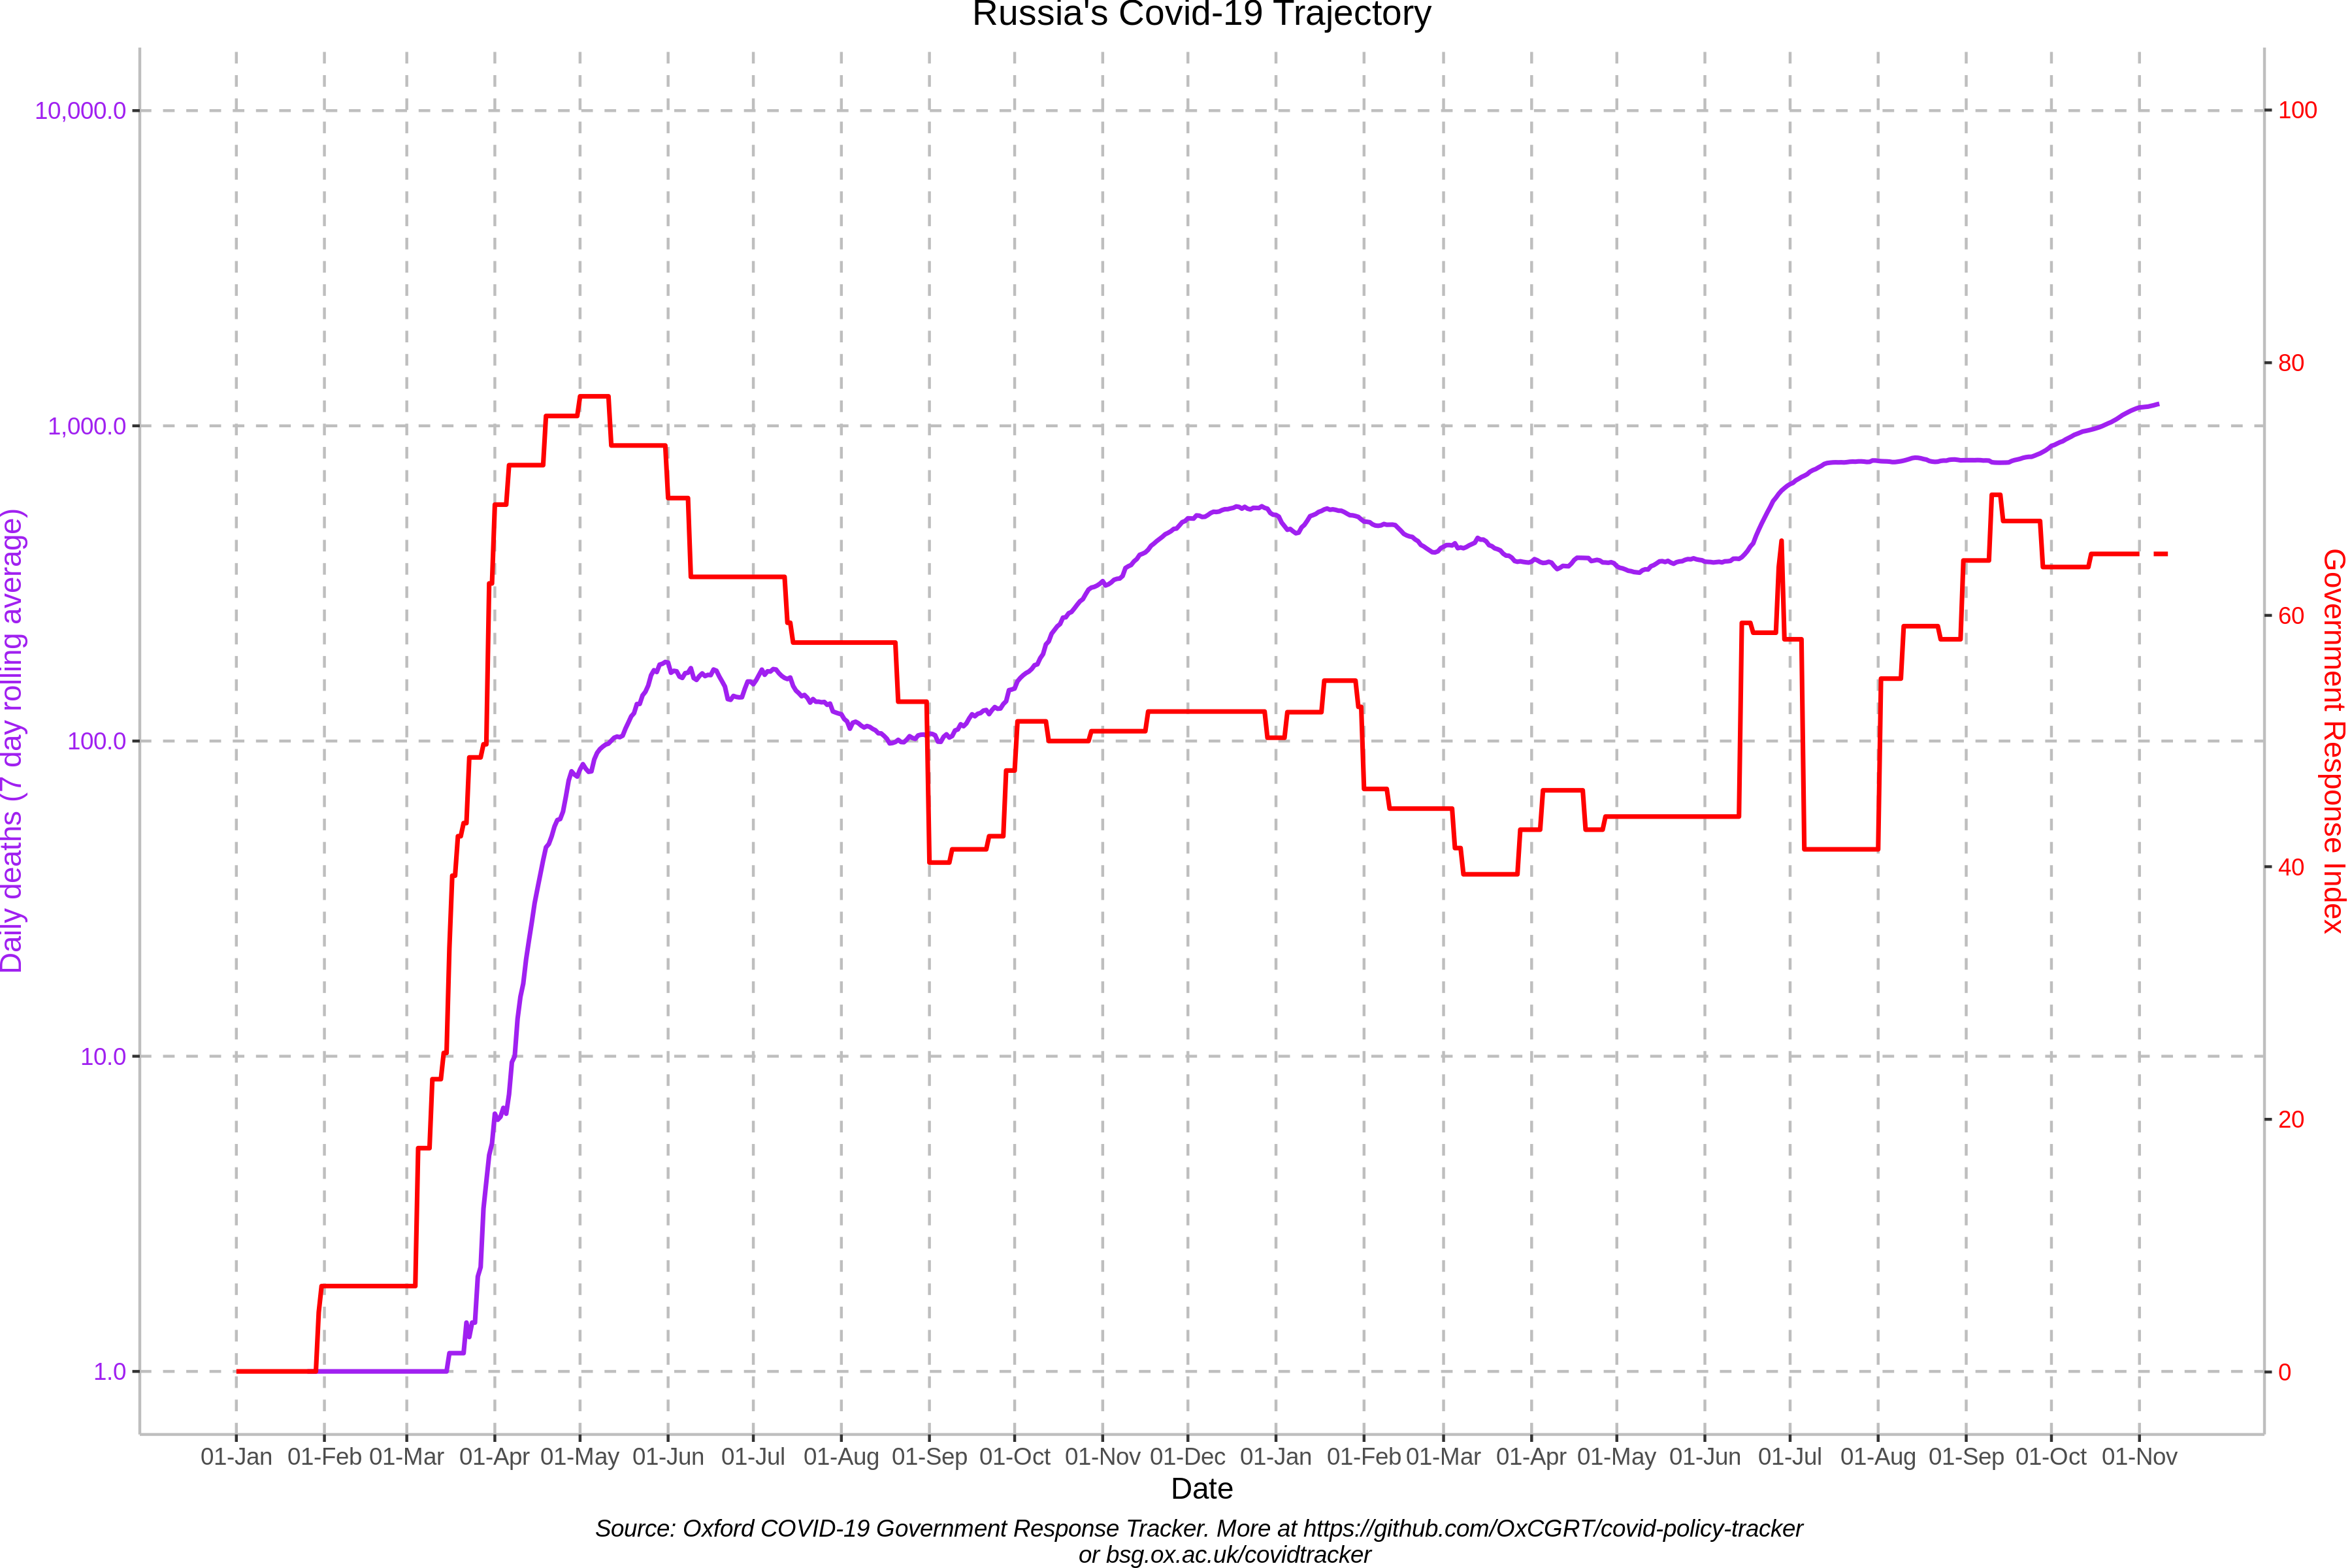 Russia's Covid-19 Trajectory
10,000.0
1,000.0
100.0
10.0
1.0
Daily deaths (7 day rolling average)
100
80
60
40
20
0
Government Response Index
01-Jan 01-Feb 01-Mar 01-Apr 01-May 01-Jun 01-Jul 01-Aug 01-Sep 01-Oct 01-Nov 01-Dec 01-Jan 01-Feb 01-Mar 01-Apr 01-May 01-Jun 01-Jul 01-Aug 01-Sep 01-Oct 01-Nov
Date
Source: Oxford COVID-19 Government Response Tracker. More at https://github.com/OxCGRT/covid-policy-tracker
or bsg.ox.ac.uk/covidtracker